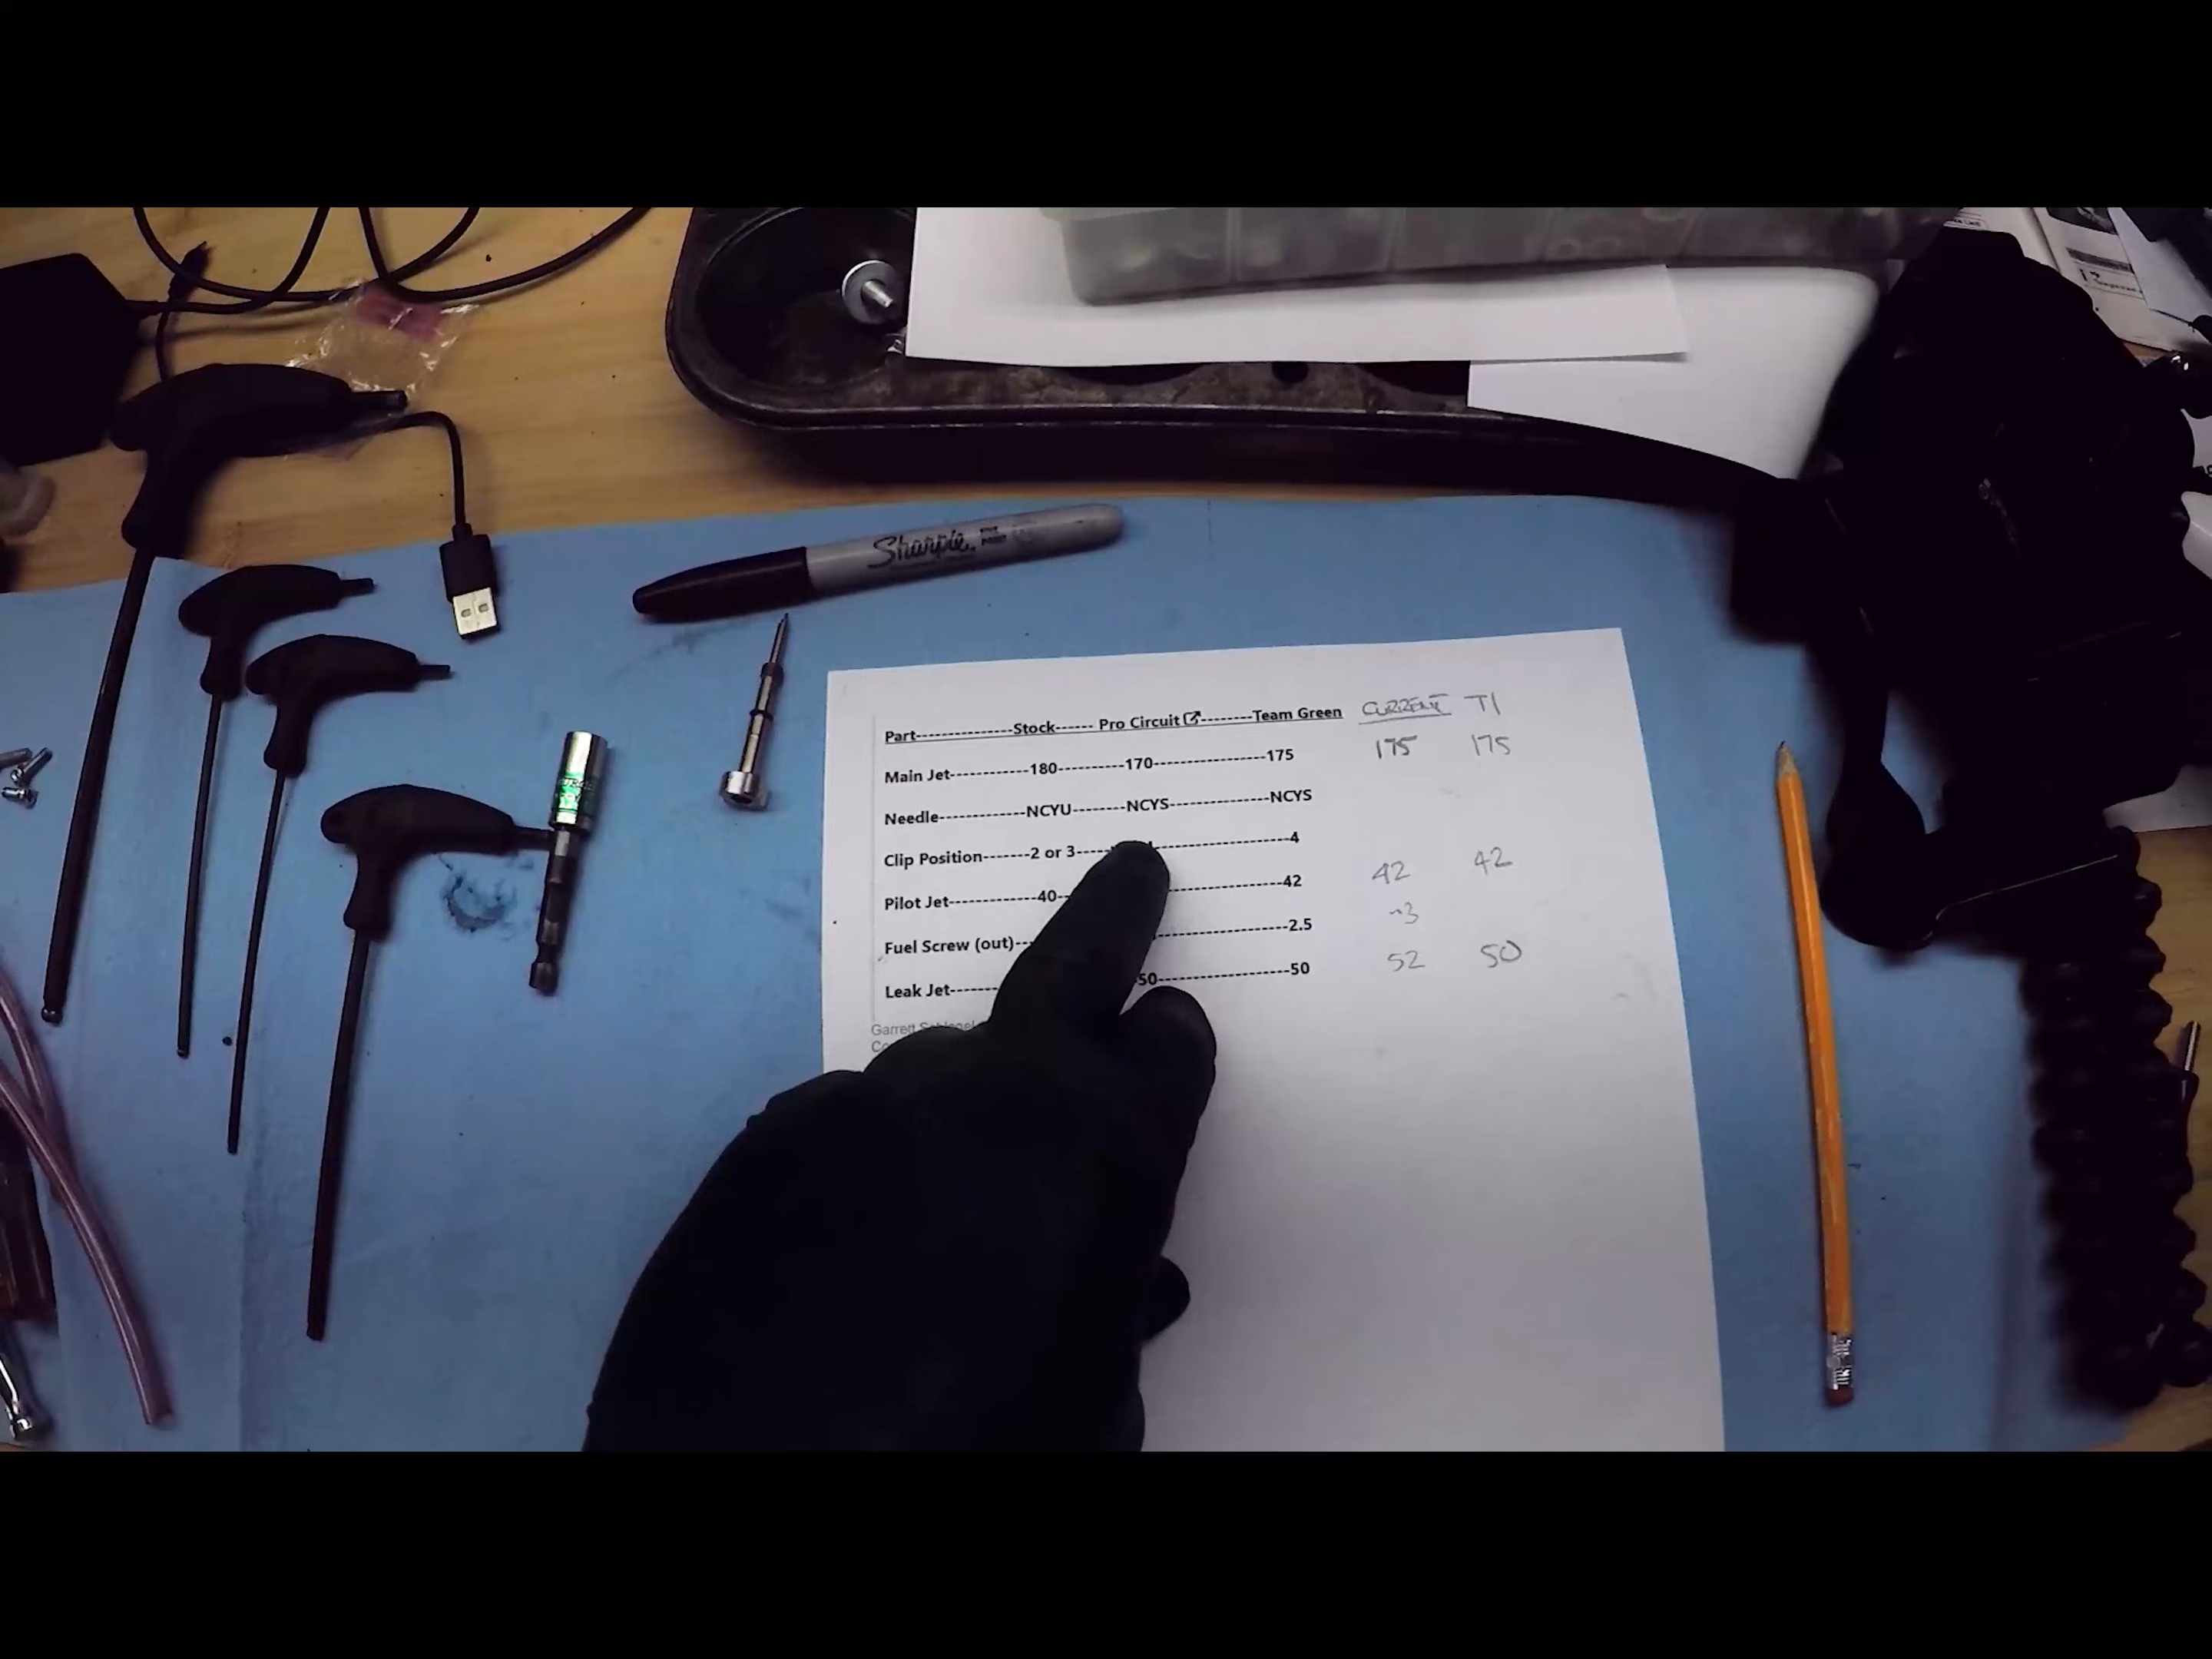 Sharpie
Part---------------Stock------ Pro Circuit---------Team Green CURRENT T1
Main Jet------------180----------170-----------------175 175 175
Needle-------------NCYU--------NCYS---------------NCYS
Clip Position-------2 or 3--------------------------4
Pilot Jet-------------40------------------42 42 42
Fuel Screw (out)---------------------2.5 ~3
Leak Jet-------50-------------------50 52 50
Garrett